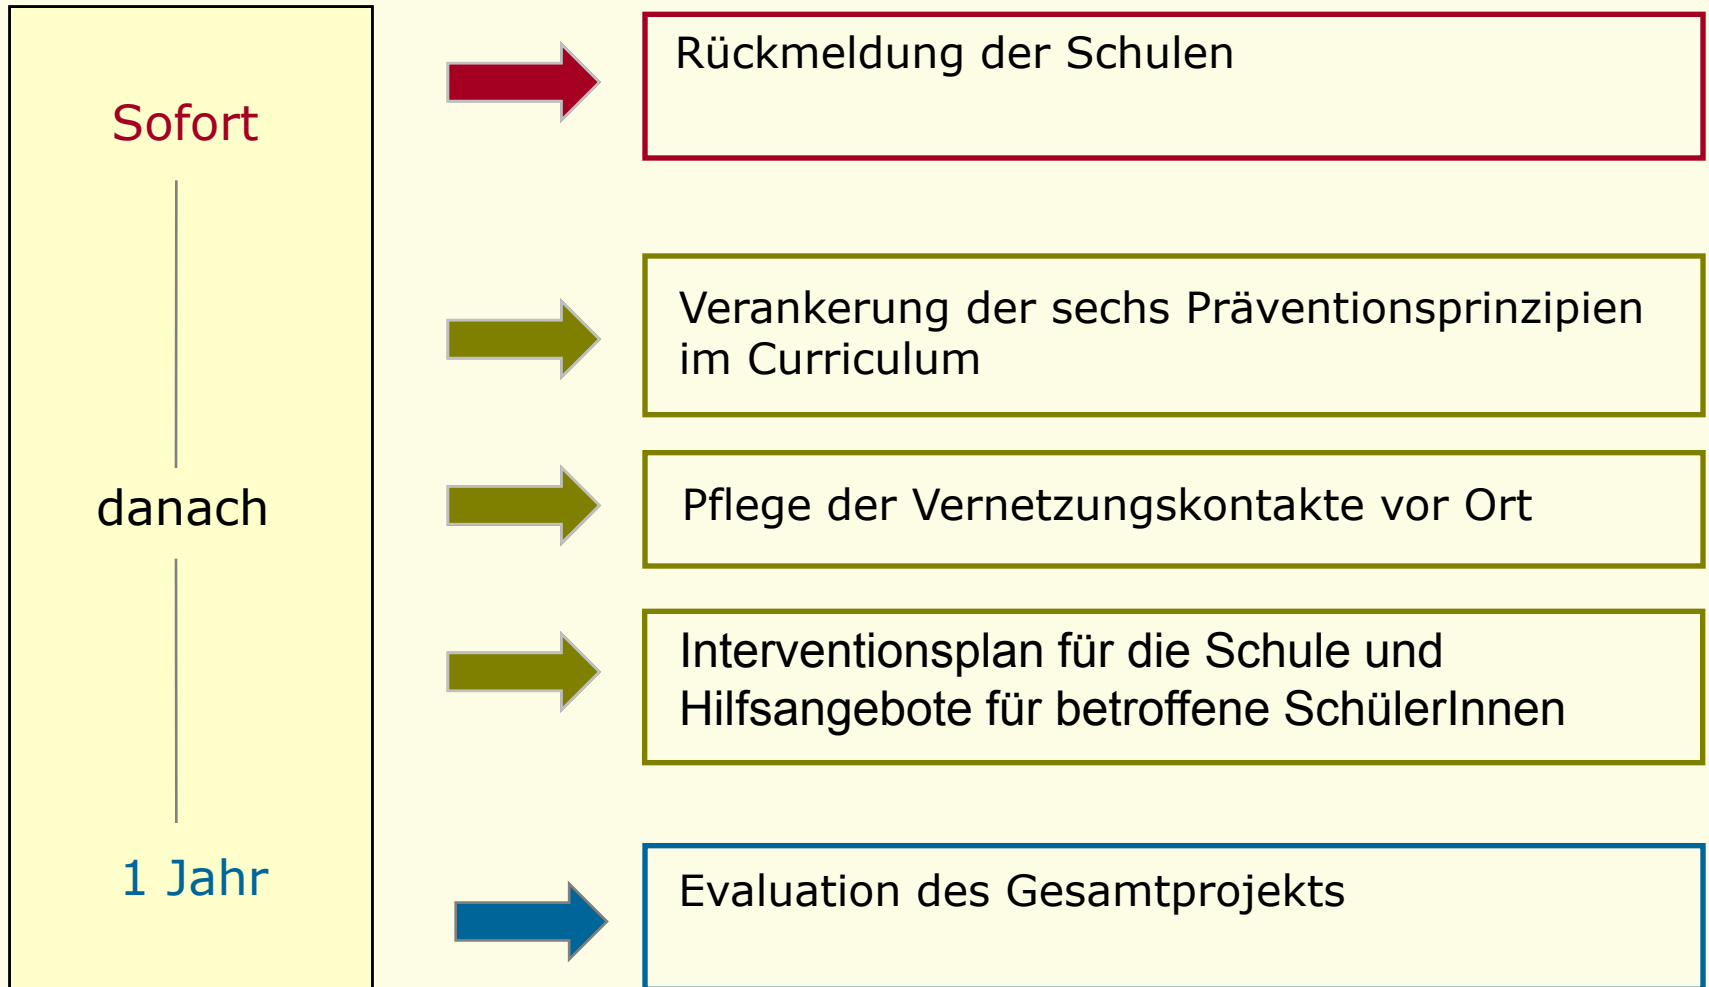 Sofort
Rückmeldung der Schulen
Verankerung der sechs Präventionsprinzipien
im Curriculum
danach
Pflege der Vernetzungskontakte vor Ort
Interventionsplan für die Schule und
Hilfsangebote für betroffene SchülerInnen
1 Jahr
Evaluation des Gesamtprojekts